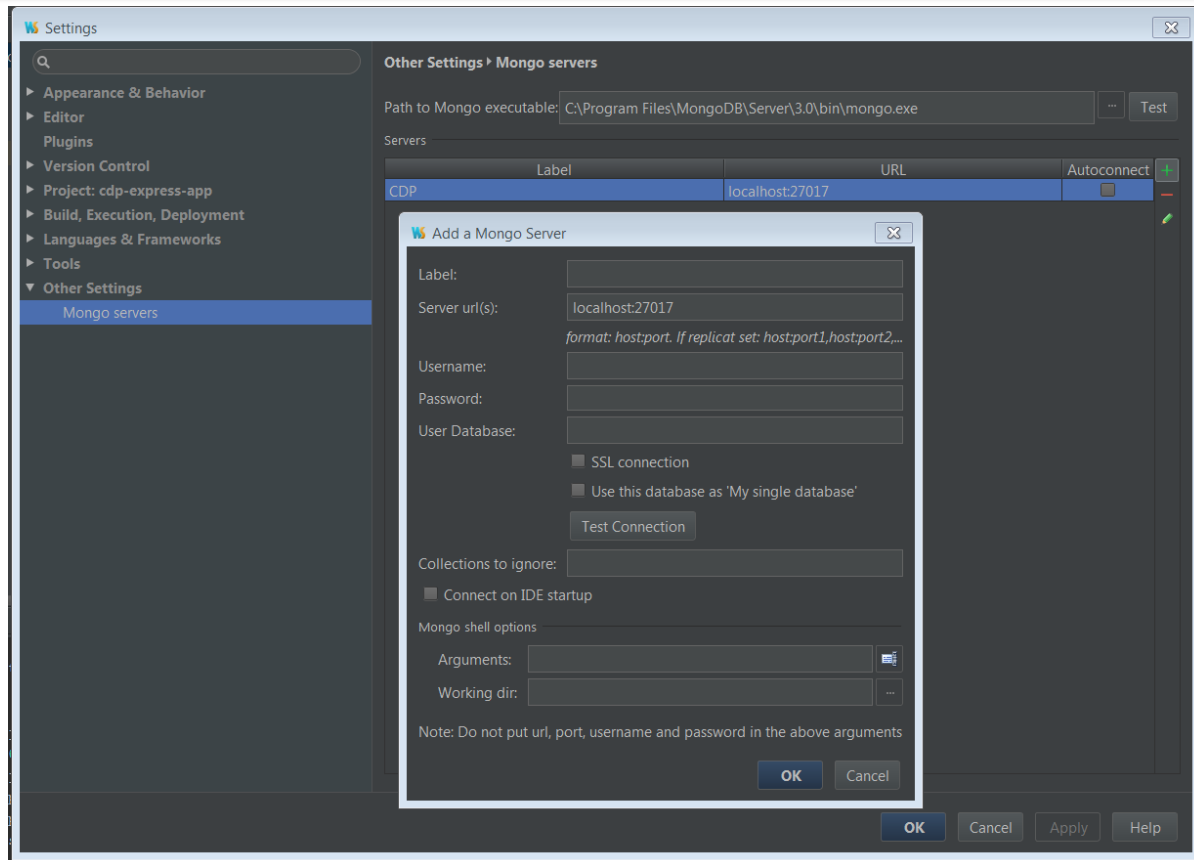 Settings
Other Settings ▸ Mongo servers
Appearance & Behavior
Editor
Plugins
Version Control
Project: cdp-express-app
Build, Execution, Deployment
Languages & Frameworks
Tools
Other Settings
Mongo servers
Path to Mongo executable: C:\Program Files\MongoDB\Server\3.0\bin\mongo.exe ... Test
Servers
Label URL Autoconnect
CDP localhost:27017
Add a Mongo Server
Label:
Server url(s): localhost:27017
format: host:port. If replicat set: host:port1,host:port2,...
Username:
Password:
User Database:
SSL connection
Use this database as 'My single database'
Test Connection
Collections to ignore:
Connect on IDE startup
Mongo shell options
Arguments:
Working dir: ...
Note: Do not put url, port, username and password in the above arguments
OK Cancel
OK Cancel Apply Help